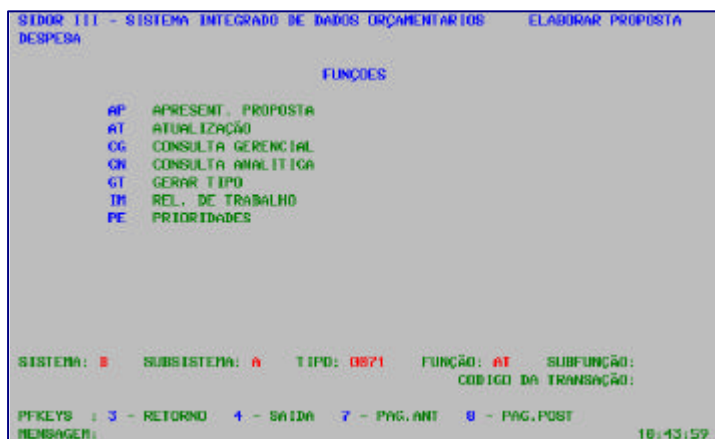 SIDOR III - SISTEMA INTEGRADO DE DADOS ORÇAMENTARIOS ELABORAR PROPOSTA
DESPESA
FUNÇOES
AP APRESENT. PROPOSTA
AT ATUALIZAÇÃO
CG CONSULTA GERENCIAL
CN CONSULTA ANALITICA
GT GERAR TIPO
IM REL. DE TRABALHO
PE PRIORIDADES
SISTEMA: B SUBSISTEMA: A TIPO: 0071 FUNÇÃO: AT SUBFUNÇÃO:
CODIGO DA TRANSAÇÃO:
PFKEYS : 3 - RETORNO 4 - SAIDA 7 - PAG.ANT 8 - PAG.POST
MENSAGEM: 18:43:59